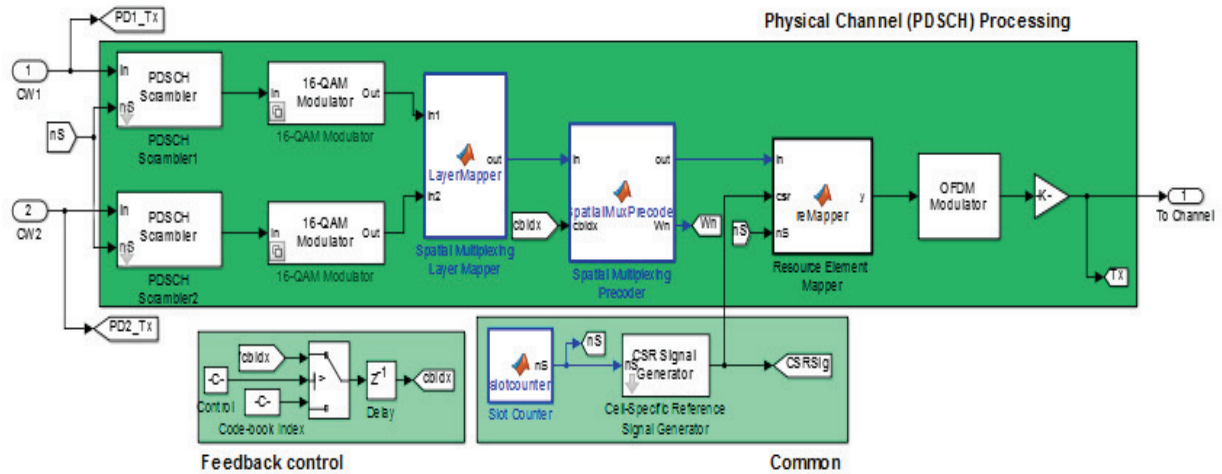 PD1_Tx
Physical Channel (PDSCH) Processing
1
CW1
In
nS
PDSCH
Scrambler
PDSCH
Scrambler1
In
16-QAM
Modulator
Out
16-QAM Modulator
nS
2
CW2
In
nS
PDSCH
Scrambler
PDSCH
Scrambler2
In
16-QAM
Modulator
Out
16-QAM Modulator
In1
In2
out
LayerMapper
Spatial Multiplexing
Layer Mapper
cbIdx
In
cbIdx
out
SpatialMuxPrecoder
Wn
Spatial Multiplexing
Precoder
Wn
nS
In
csr
nS
reMapper
y
Resource Element
Mapper
OFDM
Modulator
-K-
1
To Channel
Tx
PD2_Tx
cbIdx
-C-
Control
-C-
Code-book Index
>
Z-1
Delay
cbIdx
Feedback control
slotcounter
nS
Slot Counter
nS
nS
CSR Signal
Generator
Cell-Specific Reference
Signal Generator
CSRSig
Common